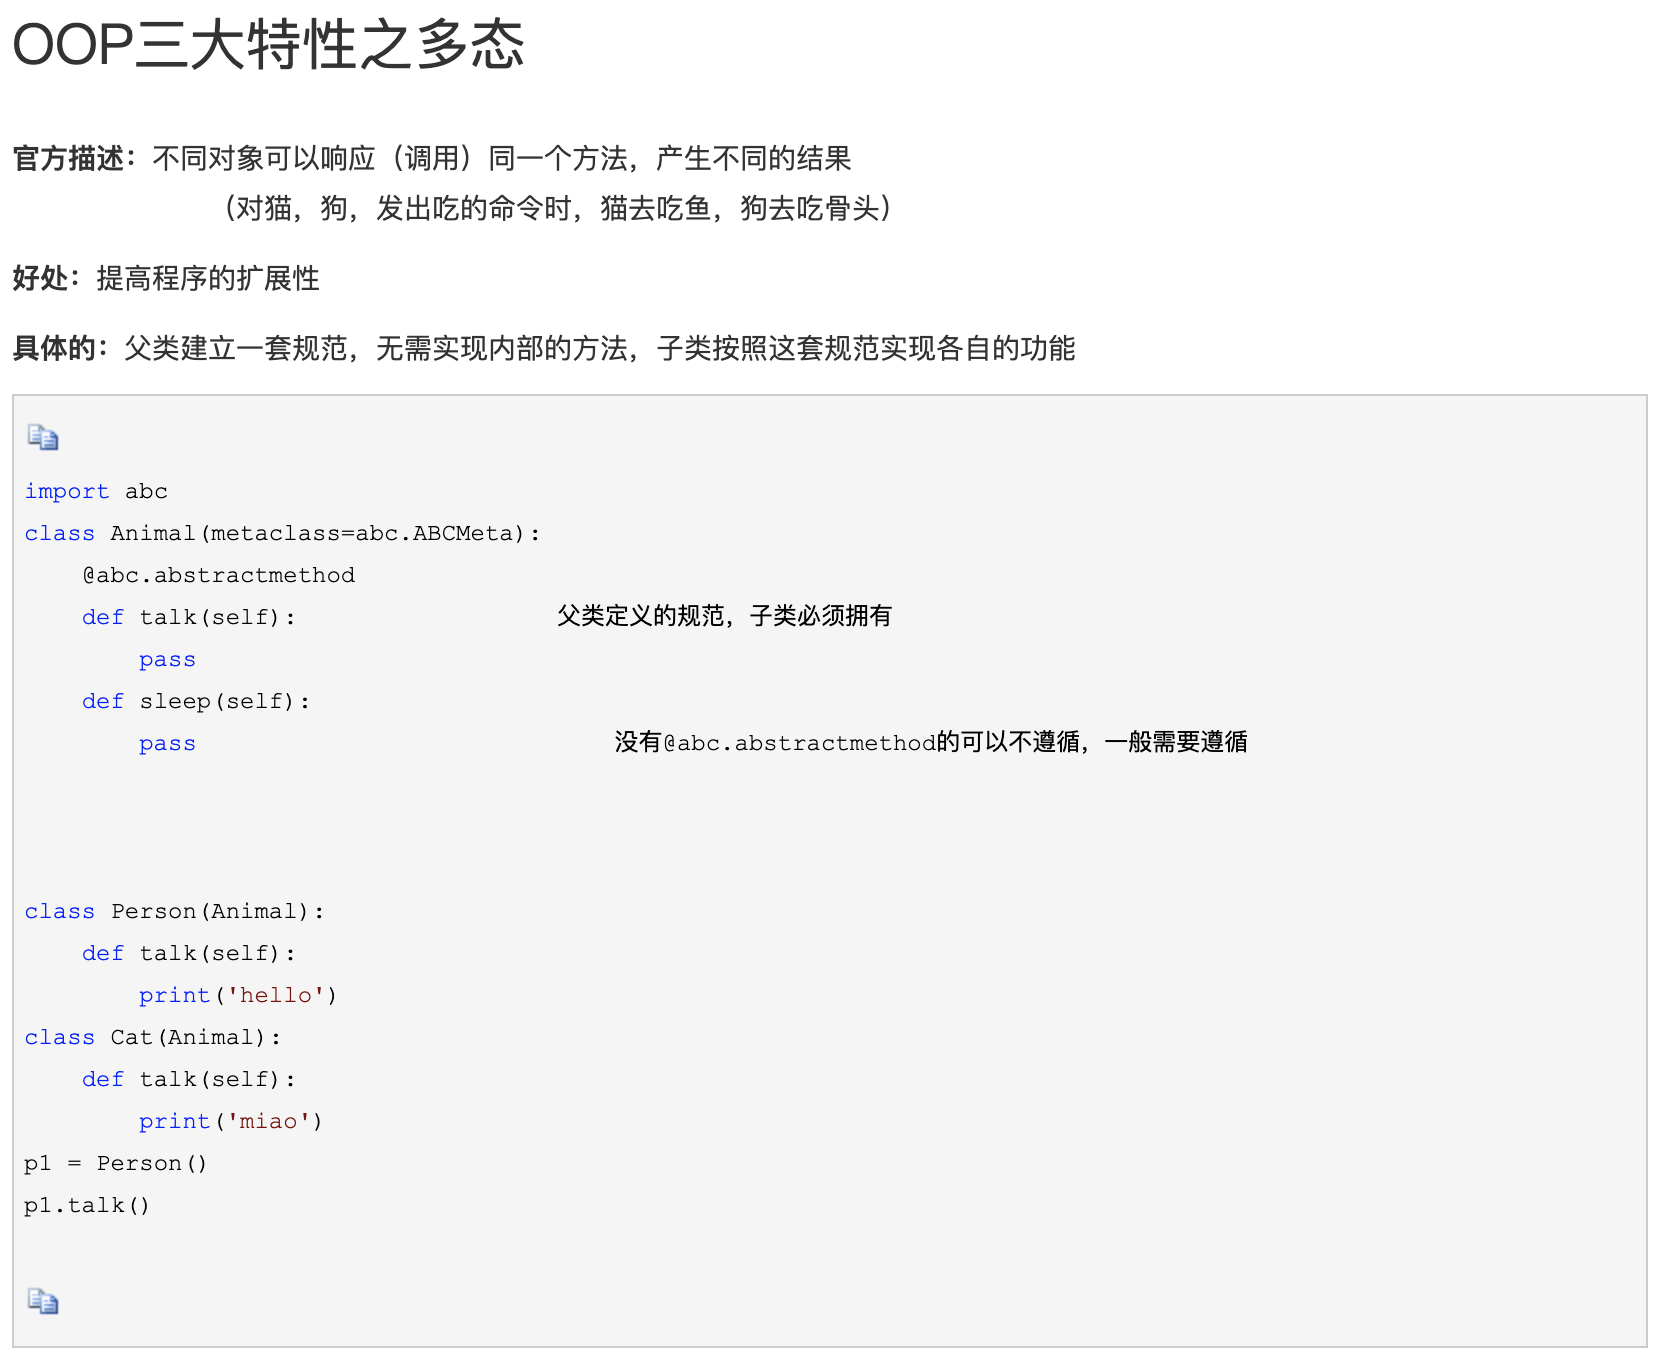 OOP三大特性之多态
官方描述：不同对象可以响应（调用）同一个方法，产生不同的结果
（对猫，狗，发出吃的命令时，猫去吃鱼，狗去吃骨头）
好处：提高程序的扩展性
具体的：父类建立一套规范，无需实现内部的方法，子类按照这套规范实现各自的功能
import abc
class Animal(metaclass=abc.ABCMeta):
    @abc.abstractmethod
    def talk(self):                  父类定义的规范，子类必须拥有
        pass
    def sleep(self):
        pass                             没有@abc.abstractmethod的可以不遵循，一般需要遵循
class Person(Animal):
    def talk(self):
        print('hello')
class Cat(Animal):
    def talk(self):
        print('miao')
p1 = Person()
p1.talk()